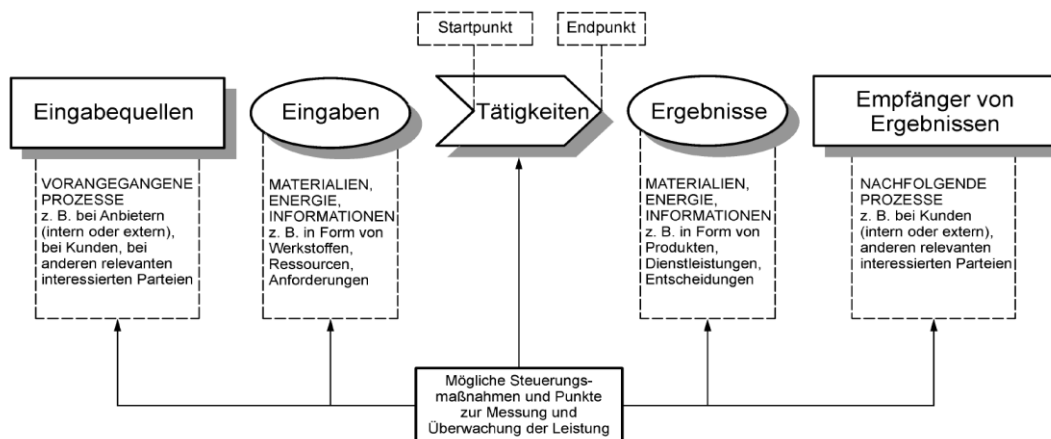 Startpunkt
Endpunkt
Eingabequellen
Eingaben
Tätigkeiten
Ergebnisse
Empfänger von
Ergebnissen
VORANGEGANGENE
PROZESSE
z. B. bei Anbietern
(intern oder extern),
bei Kunden, bei
anderen relevanten
interessierten Parteien
MATERIALIEN,
ENERGIE,
INFORMATIONEN
z. B. in Form von
Werkstoffen,
Ressourcen,
Anforderungen
MATERIALIEN,
ENERGIE,
INFORMATIONEN
z. B. in Form von
Produkten,
Dienstleistungen,
Entscheidungen
NACHFOLGENDE
PROZESSE
z. B. bei Kunden
(intern oder extern),
anderen relevanten
interessierten Parteien
Mögliche Steuerungs-
maßnahmen und Punkte
zur Messung und
Überwachung der Leistung